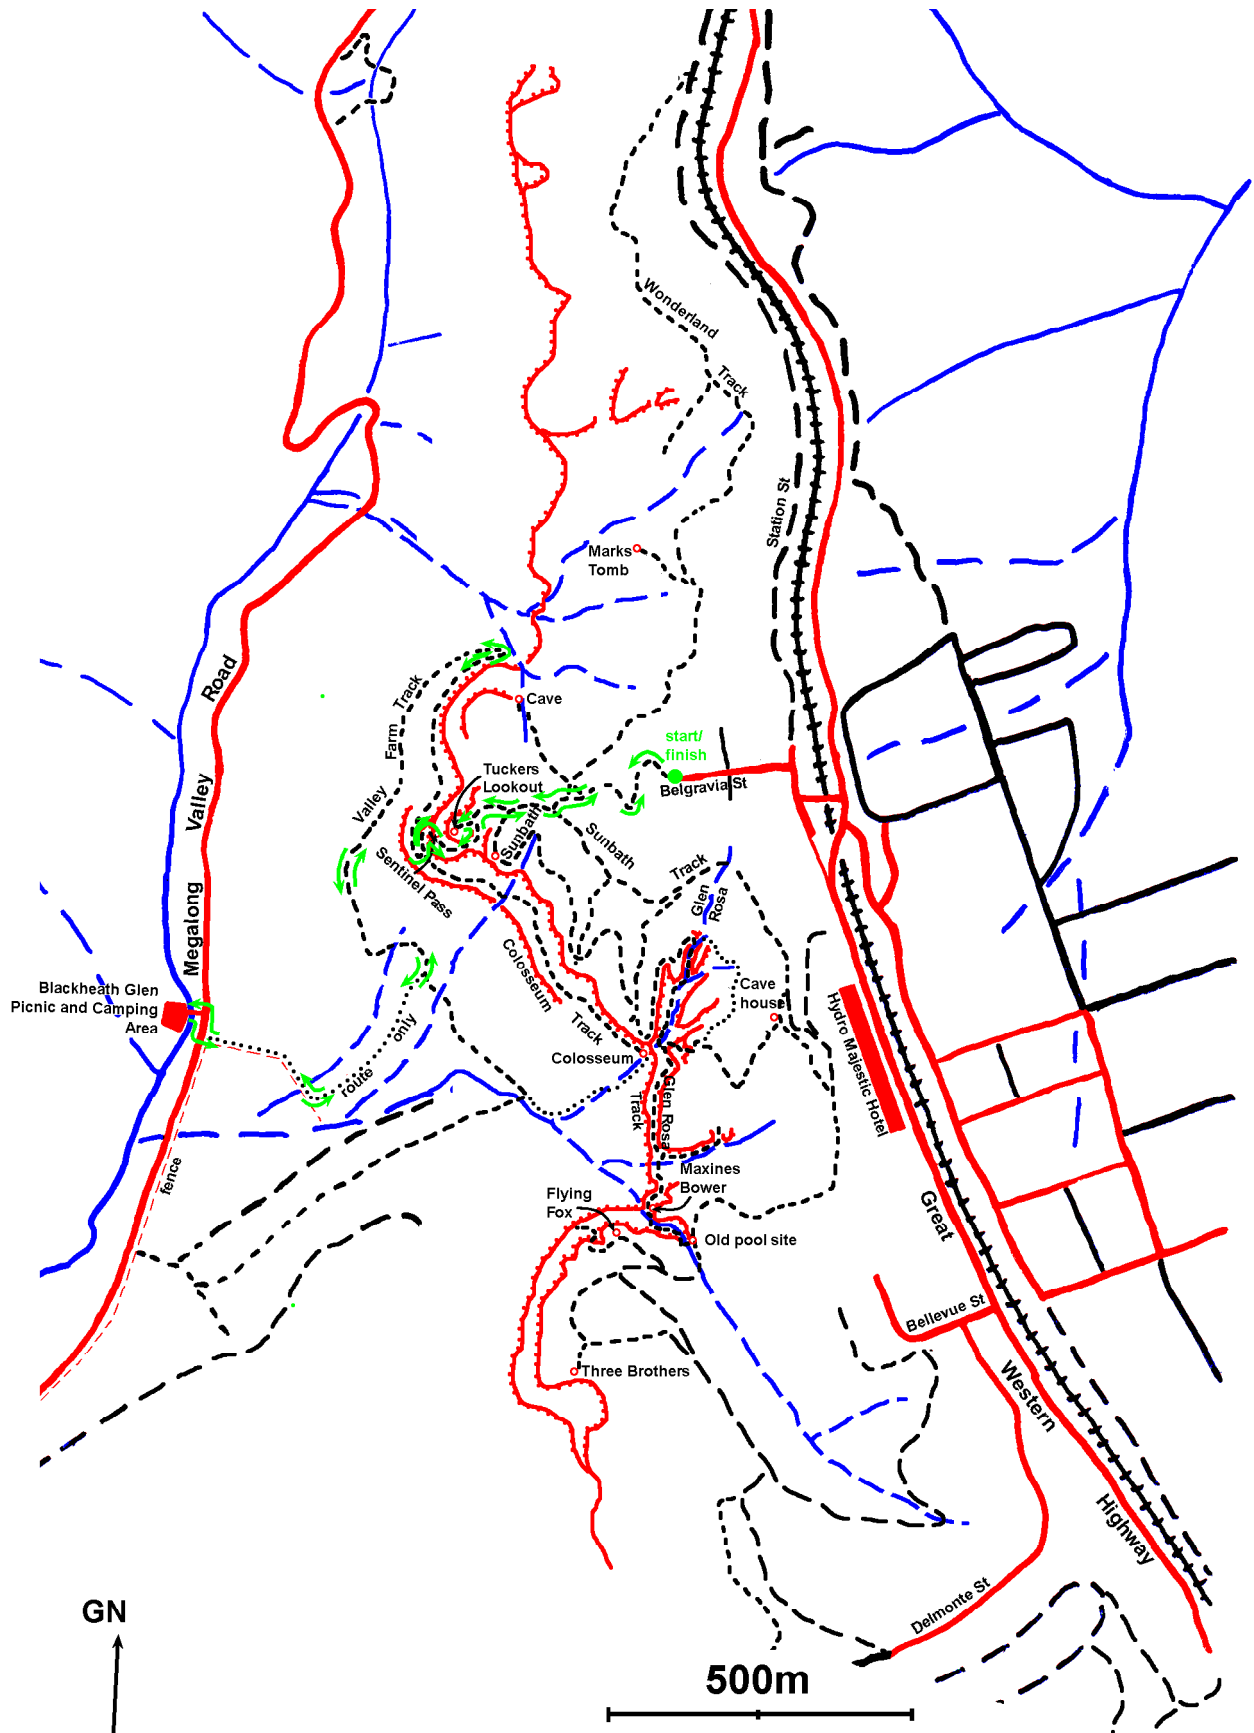 Wonderland
Track
Station St
Marks
Tomb
Cave
Farm
Track
Road
Valley
Megalong
Valley
start/
finish
Belgravia St
Tuckers
Lookout
Sunbath
Sunbath
Track
Sentinel Pass
Glen
Rosa
Colosseum
Track
Blackheath Glen
Picnic and Camping
Area
Cave
house
Hydro Majestic Hotel
Colosseum
only
route
Glen Rosa
Track
fence
Maxines
Bower
Flying
Fox
Old pool site
Great
Bellevue St
Three Brothers
Western
Highway
Delmonte St
GN
500m